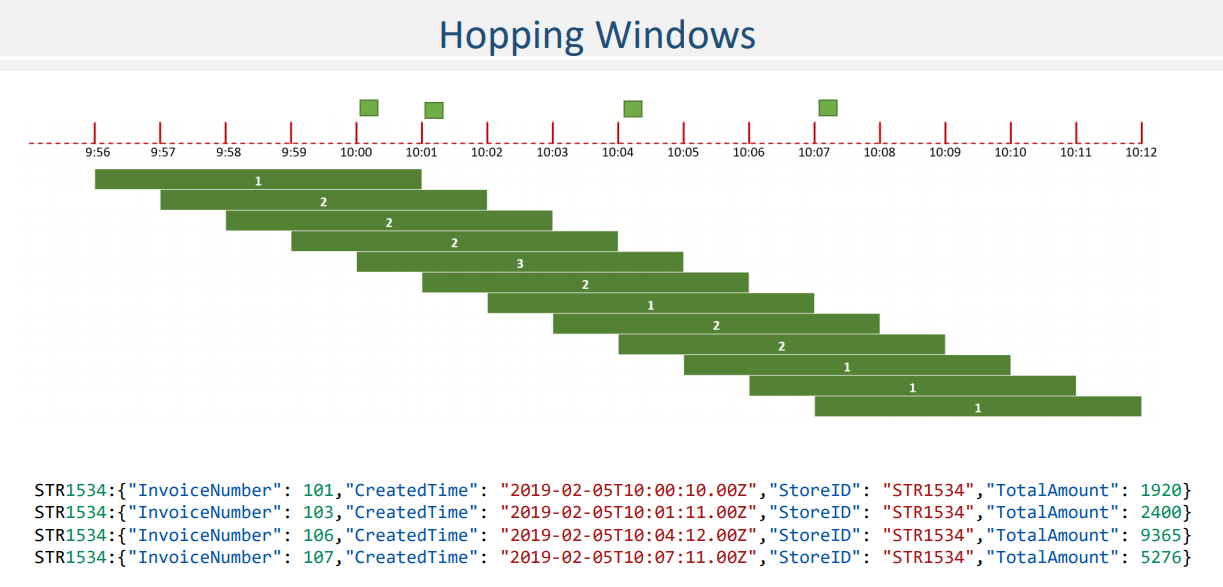 Hopping Windows
9:56 9:57 9:58 9:59 10:00 10:01 10:02 10:03 10:04 10:05 10:06 10:07 10:08 10:09 10:10 10:11 10:12
1
2
2
2
3
2
1
2
2
1
1
1
STR1534:{"InvoiceNumber": 101,"CreatedTime": "2019-02-05T10:00:10.00Z","StoreID": "STR1534","TotalAmount": 1920}
STR1534:{"InvoiceNumber": 103,"CreatedTime": "2019-02-05T10:01:11.00Z","StoreID": "STR1534","TotalAmount": 2400}
STR1534:{"InvoiceNumber": 106,"CreatedTime": "2019-02-05T10:04:12.00Z","StoreID": "STR1534","TotalAmount": 9365}
STR1534:{"InvoiceNumber": 107,"CreatedTime": "2019-02-05T10:07:11.00Z","StoreID": "STR1534","TotalAmount": 5276}